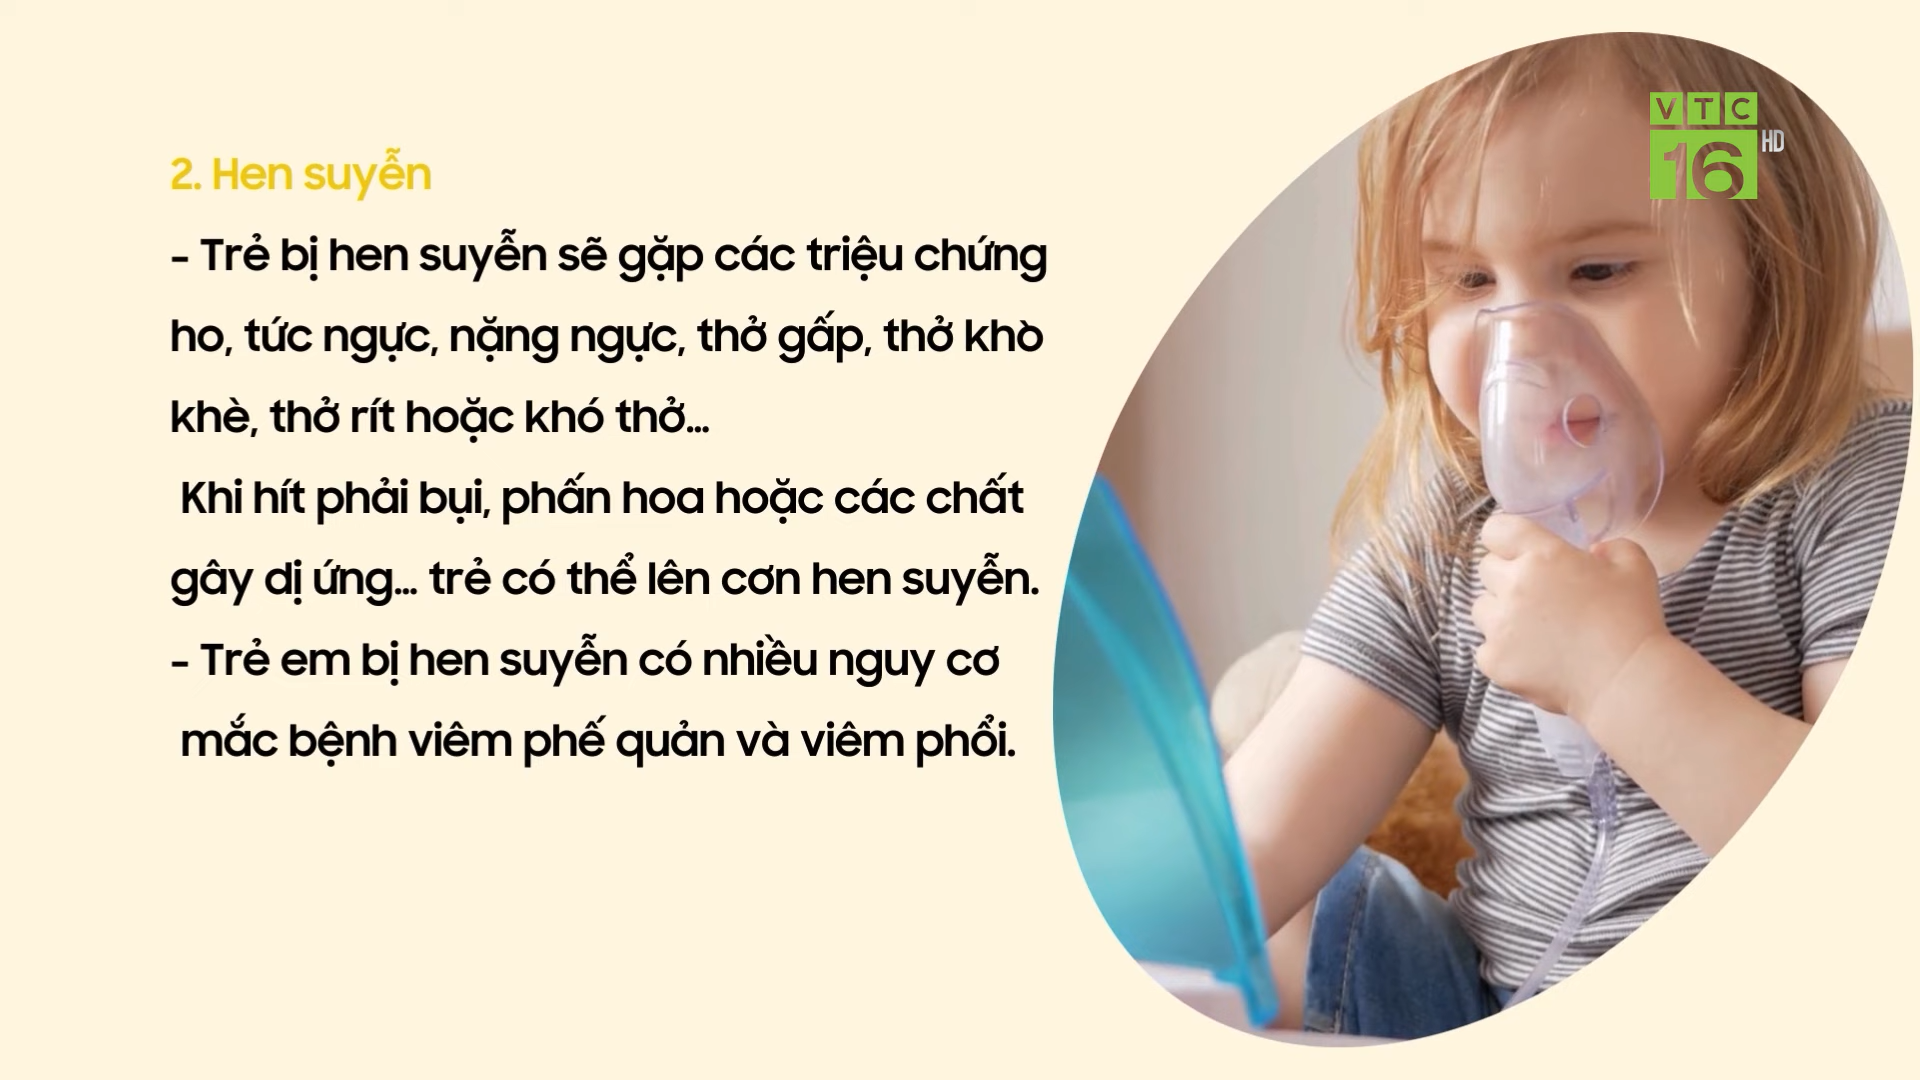 2. Hen suyễn
- Trẻ bị hen suyễn sẽ gặp các triệu chứng
ho, tức ngực, nặng ngực, thở gấp, thở khò
khè, thở rít hoặc khó thở...
Khi hít phải bụi, phấn hoa hoặc các chất
gây dị ứng... trẻ có thể lên cơn hen suyễn.
- Trẻ em bị hen suyễn có nhiều nguy cơ
mắc bệnh viêm phế quản và viêm phổi.
VTC
16 HD